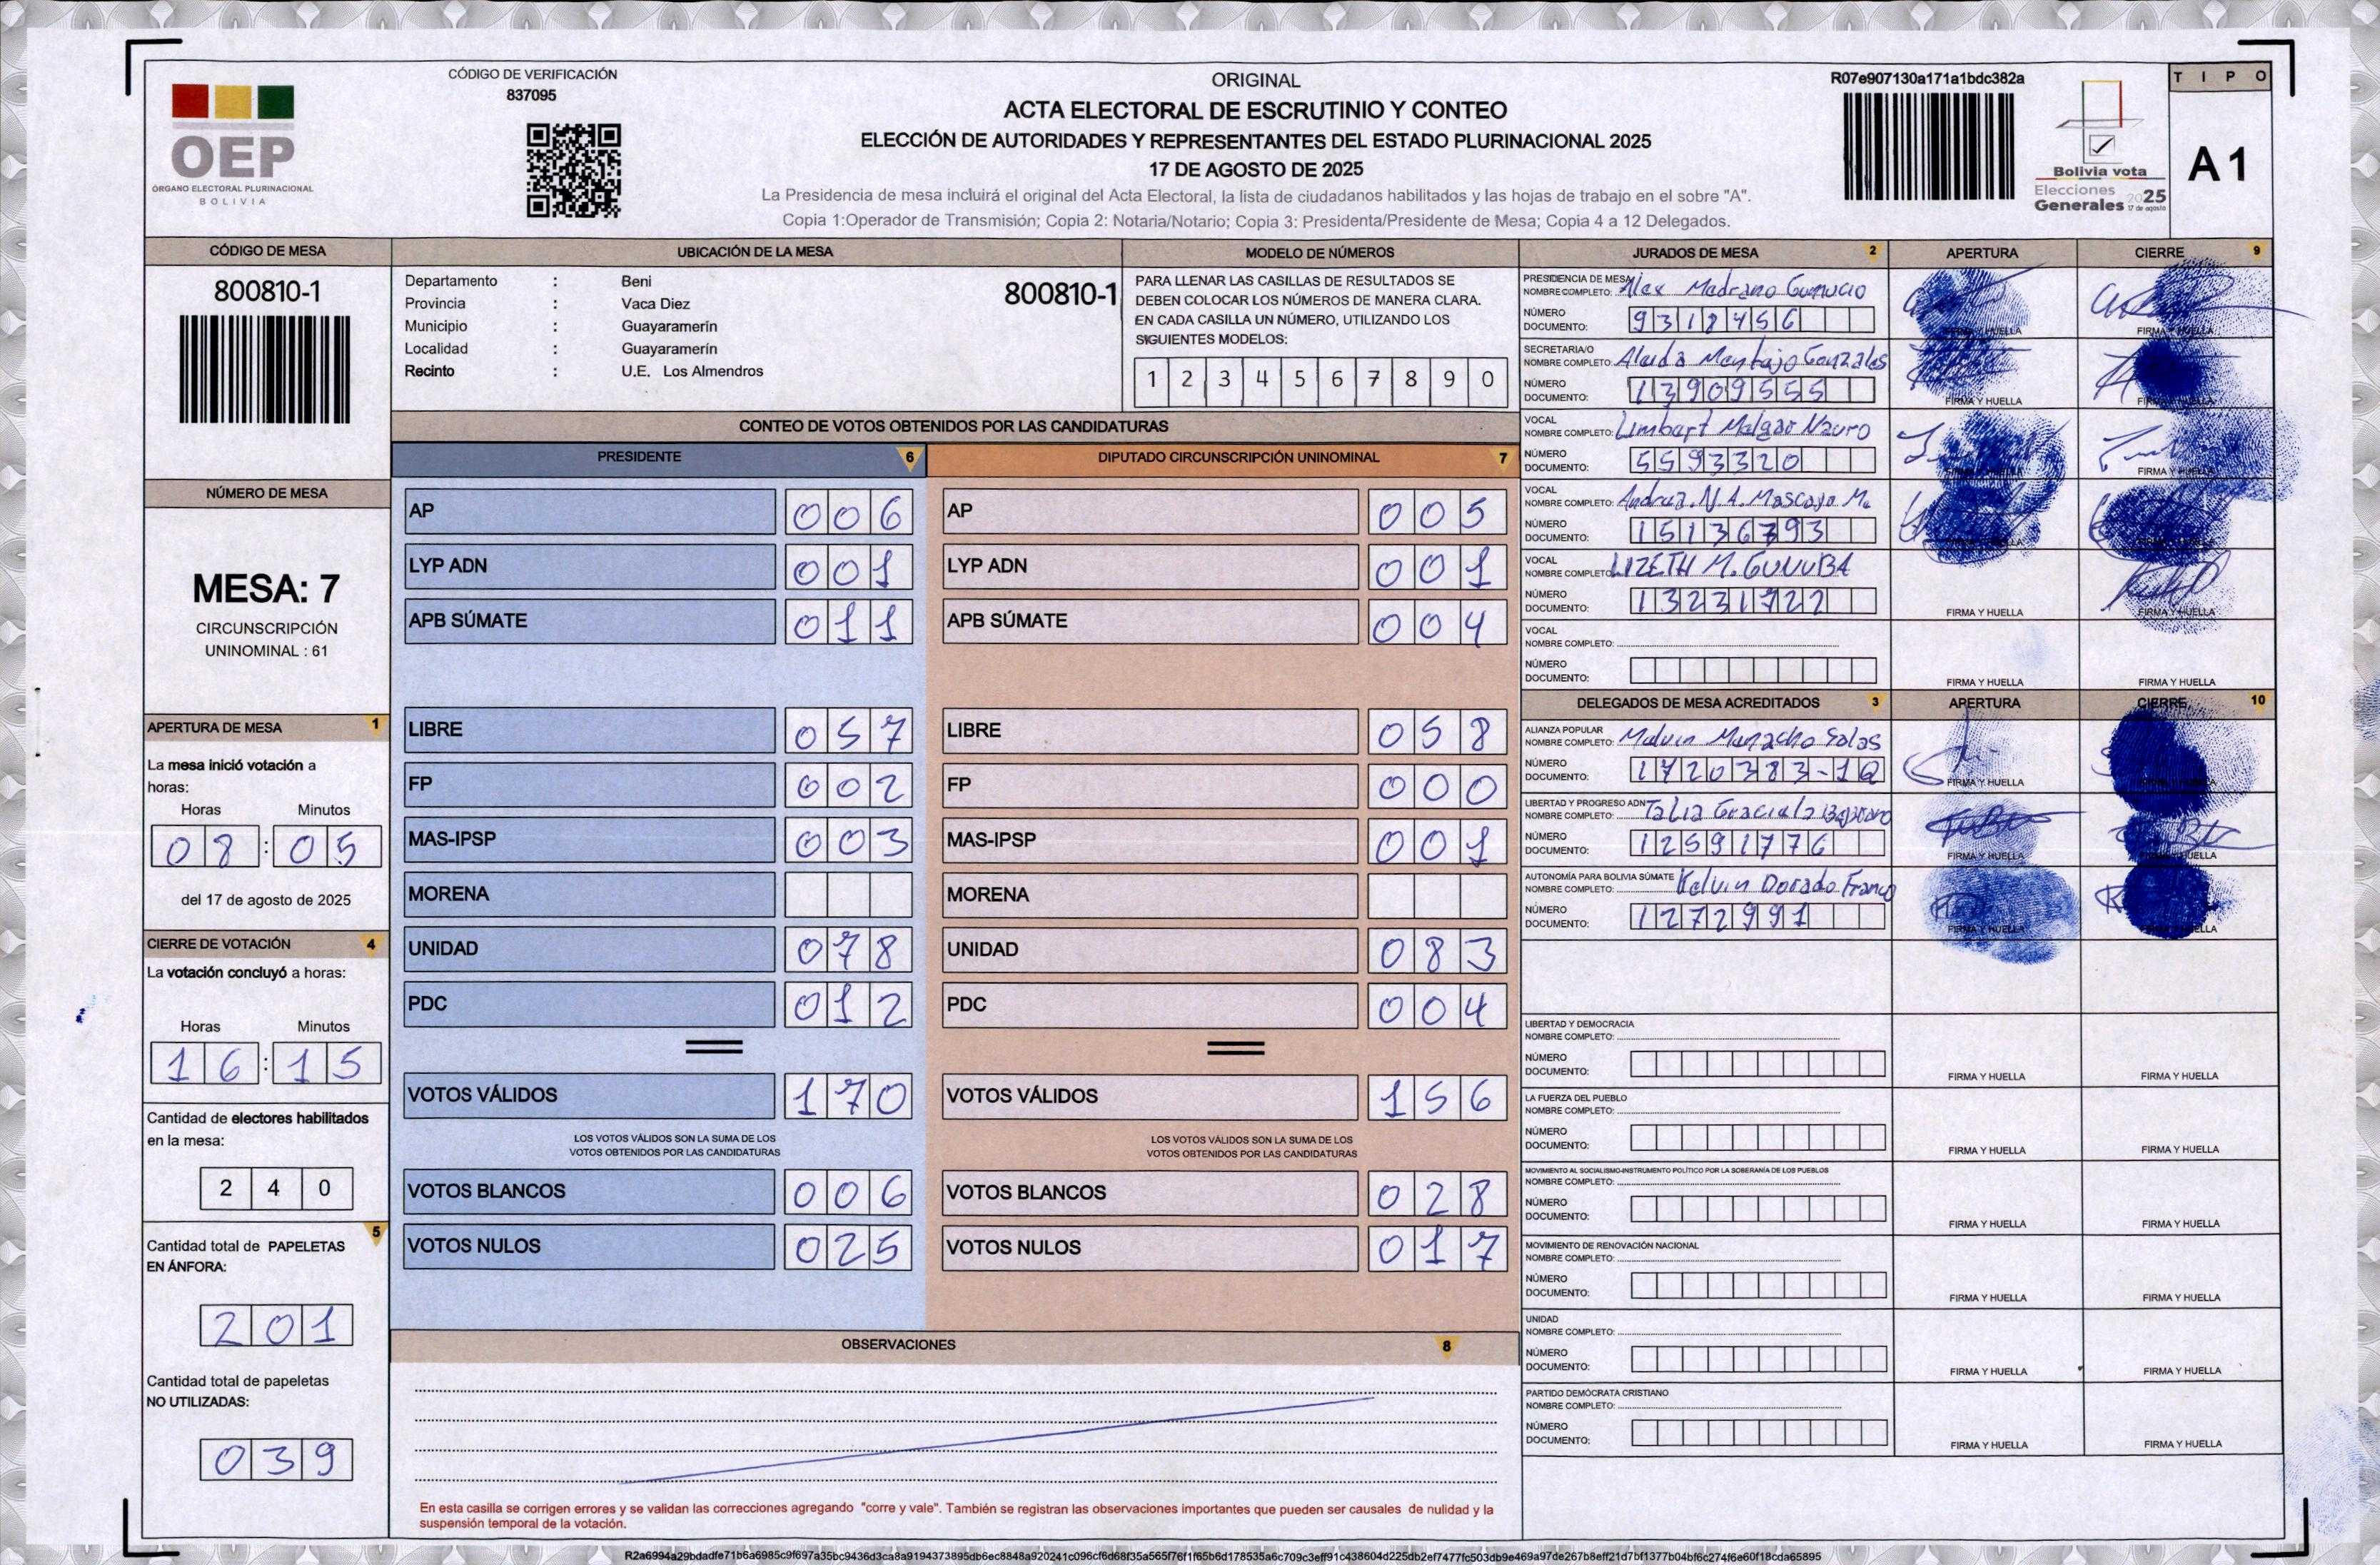 CÓDIGO DE VERIFICACIÓN
837095
OEP
ÓRGANO ELECTORAL PLURINACIONAL
BOLIVIA
ORIGINAL
ACTA ELECTORAL DE ESCRUTINIO Y CONTEO
ELECCIÓN DE AUTORIDADES Y REPRESENTANTES DEL ESTADO PLURINACIONAL 2025
17 DE AGOSTO DE 2025
La Presidencia de mesa incluirá el original del Acta Electoral, la lista de ciudadanos habilitados y las hojas de trabajo en el sobre "A".
Copia 1:Operador de Transmisión; Copia 2: Notaria/Notario; Copia 3: Presidenta/Presidente de Mesa; Copia 4 a 12 Delegados.
R07e907130a171a1bdc382a
Bolivia vota
Elecciones
Generales 2025
17 de agosto
TIPO
A1
CÓDIGO DE MESA
800810-1
NÚMERO DE MESA
MESA: 7
CIRCUNSCRIPCIÓN
UNINOMINAL : 61
APERTURA DE MESA 1
La mesa inició votación a
horas:
Horas Minutos
08 : 05
del 17 de agosto de 2025
CIERRE DE VOTACIÓN 4
La votación concluyó a horas:
Horas Minutos
16 : 15
Cantidad de electores habilitados
en la mesa:
240
5
Cantidad total de PAPELETAS
EN ÁNFORA:
201
Cantidad total de papeletas
NO UTILIZADAS:
039
UBICACIÓN DE LA MESA
Departamento : Beni
800810-1
Provincia : Vaca Diez
Municipio : Guayaramerín
Localidad : Guayaramerín
Recinto : U.E. Los Almendros
MODELO DE NÚMEROS
PARA LLENAR LAS CASILLAS DE RESULTADOS SE
DEBEN COLOCAR LOS NÚMEROS DE MANERA CLARA.
EN CADA CASILLA UN NÚMERO, UTILIZANDO LOS
SIGUIENTES MODELOS:
1 2 3 4 5 6 7 8 9 0
CONTEO DE VOTOS OBTENIDOS POR LAS CANDIDATURAS
PRESIDENTE 6
AP 006
LYP ADN 001
APB SÚMATE 011
LIBRE 057
FP 002
MAS-IPSP 003
MORENA
UNIDAD 078
PDC 012
VOTOS VÁLIDOS 170
LOS VOTOS VÁLIDOS SON LA SUMA DE LOS
VOTOS OBTENIDOS POR LAS CANDIDATURAS
VOTOS BLANCOS 006
VOTOS NULOS 025
DIPUTADO CIRCUNSCRIPCIÓN UNINOMINAL 7
AP 005
LYP ADN 001
APB SÚMATE 004
LIBRE 058
FP 000
MAS-IPSP 001
MORENA
UNIDAD 083
PDC 004
VOTOS VÁLIDOS 156
LOS VOTOS VÁLIDOS SON LA SUMA DE LOS
VOTOS OBTENIDOS POR LAS CANDIDATURAS
VOTOS BLANCOS 028
VOTOS NULOS 017
OBSERVACIONES 8
En esta casilla se corrigen errores y se validan las correcciones agregando "corre y vale". También se registran las observaciones importantes que pueden ser causales de nulidad y la
suspensión temporal de la votación.
JURADOS DE MESA 2 APERTURA CIERRE 9
PRESIDENCIA DE MESA
NOMBRE COMPLETO: Alex Medrano Gumucio
NÚMERO
DOCUMENTO: 9318456
FIRMA Y HUELLA FIRMA Y HUELLA
SECRETARIA/O
NOMBRE COMPLETO: Montejo Gonzales
NÚMERO
DOCUMENTO: 13909555
FIRMA Y HUELLA FIRMA Y HUELLA
VOCAL
NOMBRE COMPLETO: Limbart Melgar
NÚMERO
DOCUMENTO: 5593320
FIRMA Y HUELLA FIRMA Y HUELLA
VOCAL
NOMBRE COMPLETO: N.A. Mascaya M.
NÚMERO
DOCUMENTO: 15136793
VOCAL
NOMBRE COMPLETO: LIZETH M. GUNUBA
NÚMERO
DOCUMENTO: 13231722
FIRMA Y HUELLA FIRMA Y HUELLA
VOCAL
NOMBRE COMPLETO:
NÚMERO
DOCUMENTO:
FIRMA Y HUELLA FIRMA Y HUELLA
DELEGADOS DE MESA ACREDITADOS 3 APERTURA CIERRE 10
ALIANZA POPULAR
NOMBRE COMPLETO: Melvin Menacho Salas
NÚMERO
DOCUMENTO: 1720383-1Q
FIRMA Y HUELLA
LIBERTAD Y PROGRESO ADN
NOMBRE COMPLETO: Talia Graciela
NÚMERO
DOCUMENTO: 12591776
FIRMA Y HUELLA FIRMA Y HUELLA
AUTONOMÍA PARA BOLIVIA SÚMATE
NOMBRE COMPLETO: Kelvin Dorado Franco
NÚMERO
DOCUMENTO: 1272991
FIRMA Y HUELLA FIRMA Y HUELLA
LIBERTAD Y DEMOCRACIA
NOMBRE COMPLETO:
NÚMERO
DOCUMENTO:
FIRMA Y HUELLA FIRMA Y HUELLA
LA FUERZA DEL PUEBLO
NOMBRE COMPLETO:
NÚMERO
DOCUMENTO:
FIRMA Y HUELLA FIRMA Y HUELLA
MOVIMIENTO AL SOCIALISMO-INSTRUMENTO POLÍTICO POR LA SOBERANÍA DE LOS PUEBLOS
NOMBRE COMPLETO:
NÚMERO
DOCUMENTO:
FIRMA Y HUELLA FIRMA Y HUELLA
MOVIMIENTO DE RENOVACIÓN NACIONAL
NOMBRE COMPLETO:
NÚMERO
DOCUMENTO:
FIRMA Y HUELLA FIRMA Y HUELLA
UNIDAD
NOMBRE COMPLETO:
NÚMERO
DOCUMENTO:
FIRMA Y HUELLA FIRMA Y HUELLA
PARTIDO DEMÓCRATA CRISTIANO
NOMBRE COMPLETO:
NÚMERO
DOCUMENTO:
FIRMA Y HUELLA FIRMA Y HUELLA